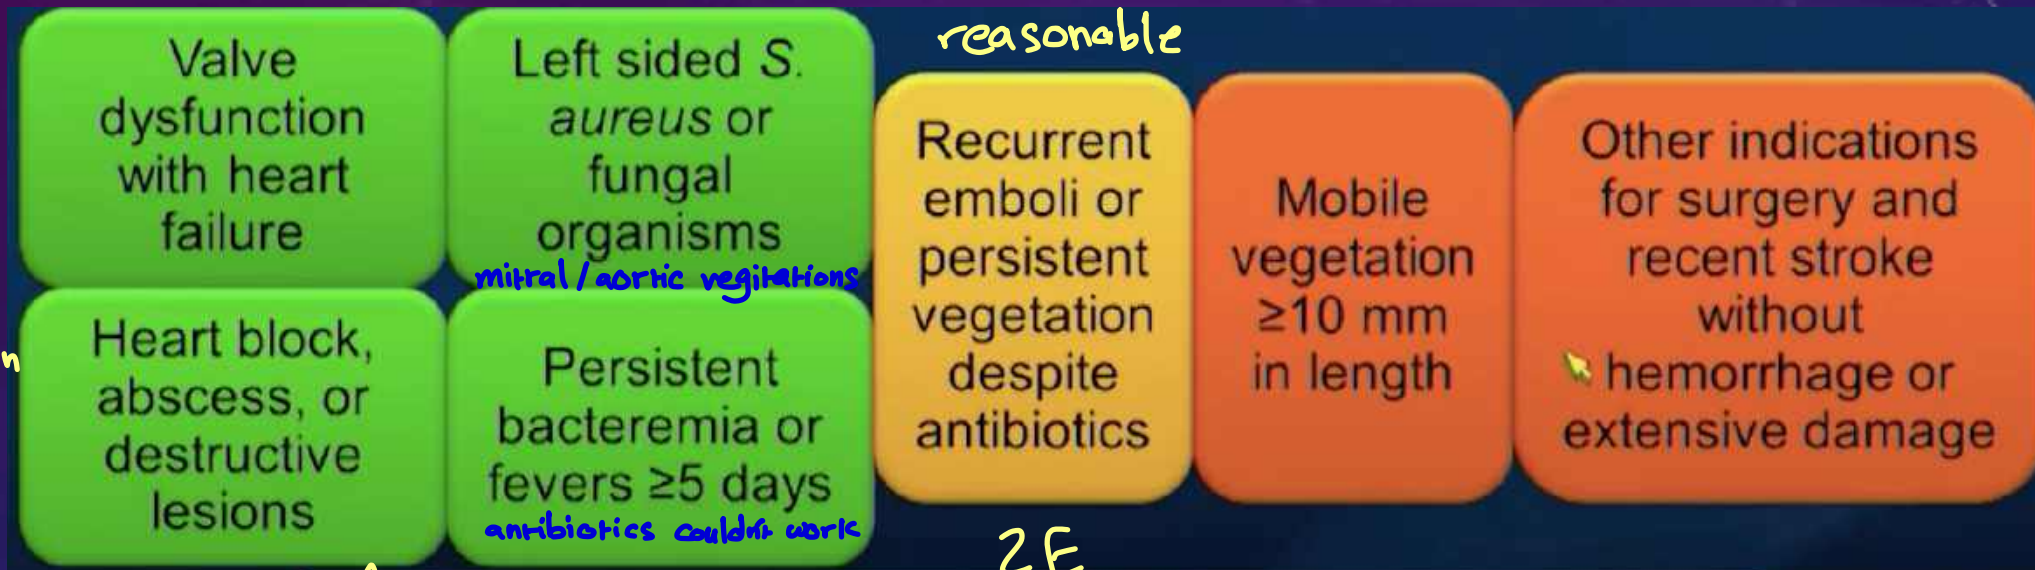 Valve
dysfunction
with heart
failure
Left sided S.
aureus or
fungal
organisms
mitral/aortic vegitations
Heart block,
abscess, or
destructive
lesions
Persistent
bacteremia or
fevers ≥5 days
antibiotics couldn't work
reasonable
Recurrent
emboli or
persistent
vegetation
despite
antibiotics
Mobile
vegetation
≥10 mm
in length
Other indications
for surgery and
recent stroke
without
hemorrhage or
extensive damage
n